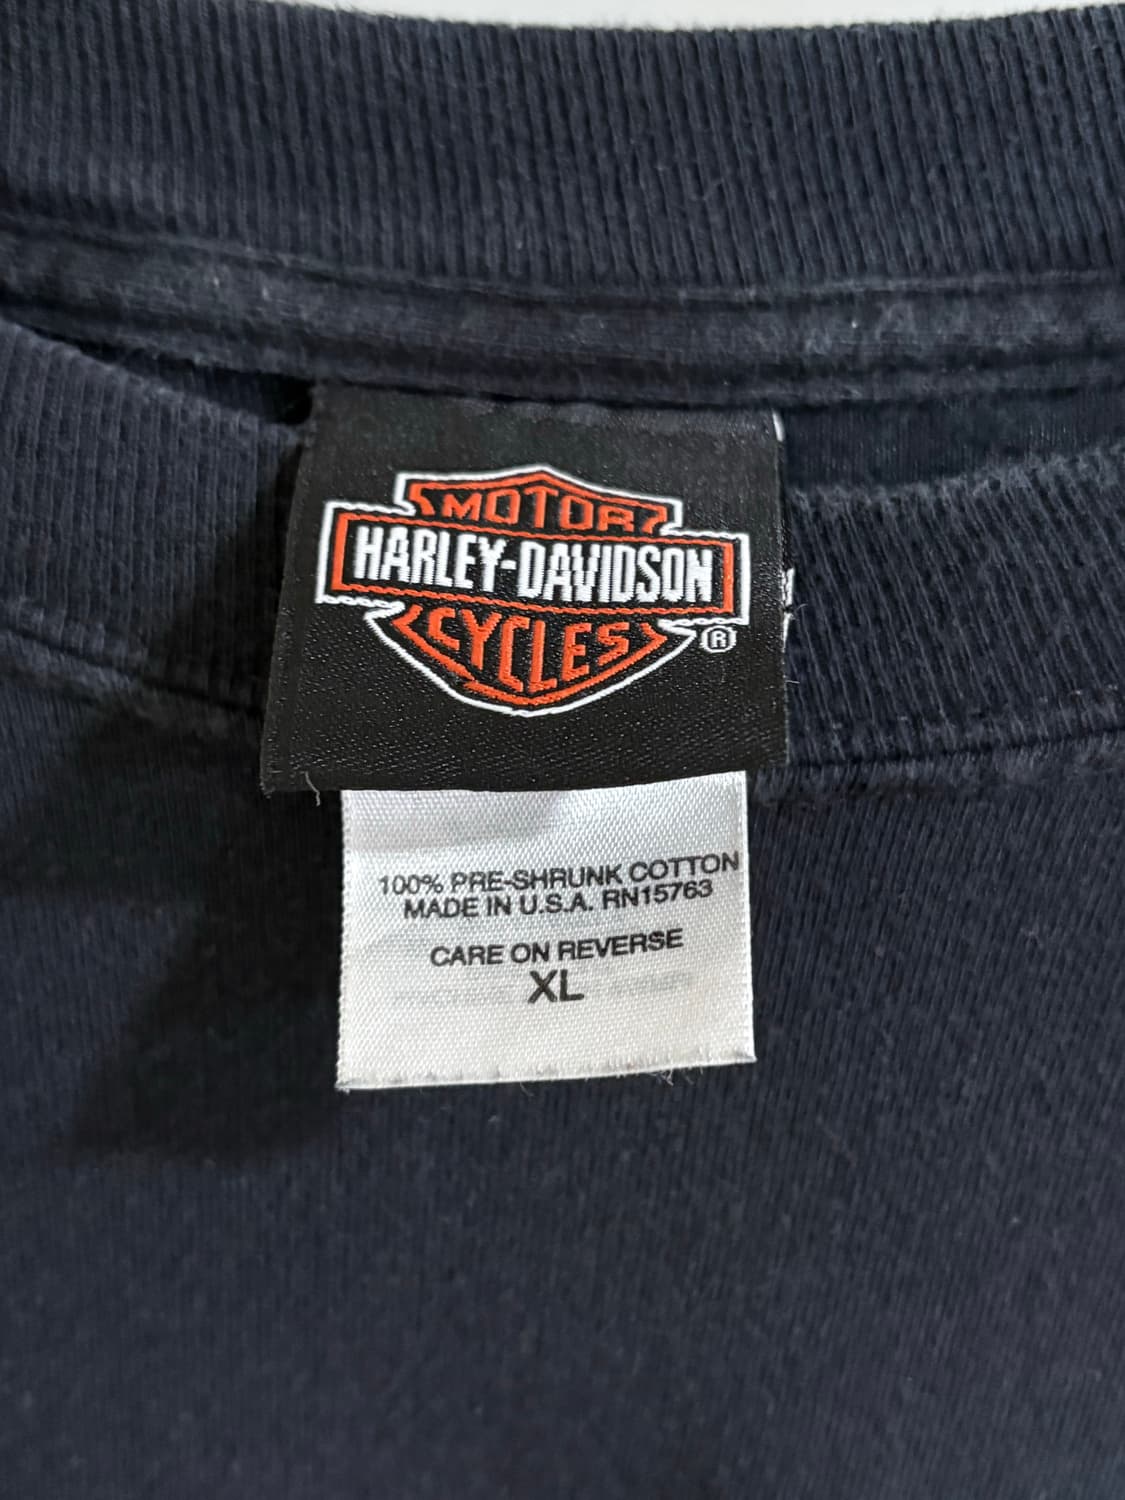 MOTOR
HARLEY-DAVIDSON
CYCLES
®
100% PRE-SHRUNK COTTON
MADE IN U.S.A. RN15763
CARE ON REVERSE
XL